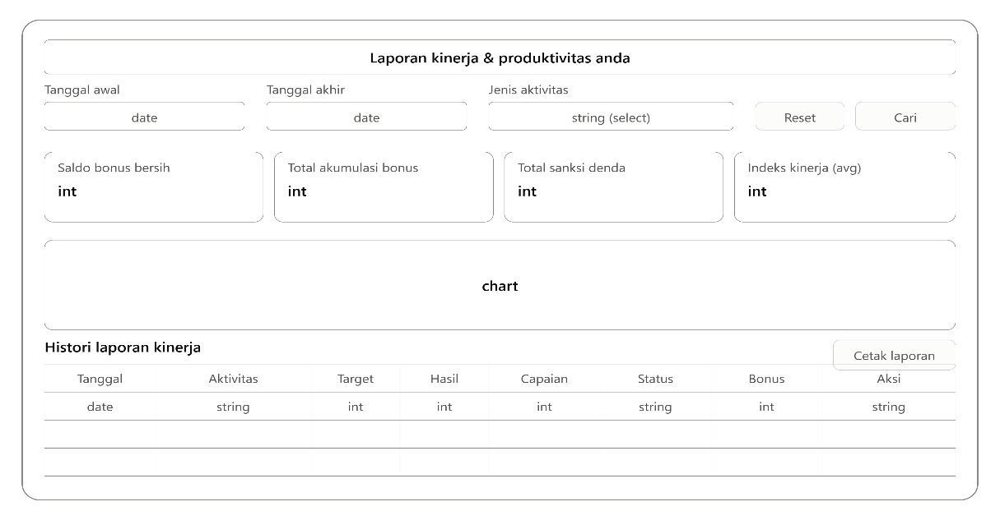 Laporan kinerja & produktivitas anda
Tanggal awal Tanggal akhir Jenis aktivitas
date date string (select) Reset Cari
Saldo bonus bersih Total akumulasi bonus Total sanksi denda Indeks kinerja (avg)
int int int int
chart
Histori laporan kinerja
Cetak laporan
Tanggal Aktivitas Target Hasil Capaian Status Bonus Aksi
date string int int int string int string